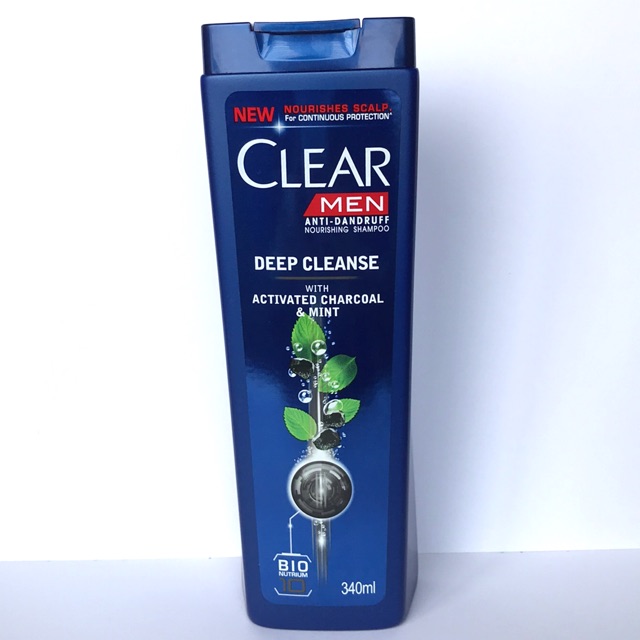 NEW NOURISHES SCALP.
For CONTINUOUS PROTECTION*
CLEAR
MEN
ANTI-DANDRUFF
NOURISHING SHAMPOO
DEEP CLEANSE
WITH
ACTIVATED CHARCOAL
& MINT
BIO
NUTRIUM
10
340ml